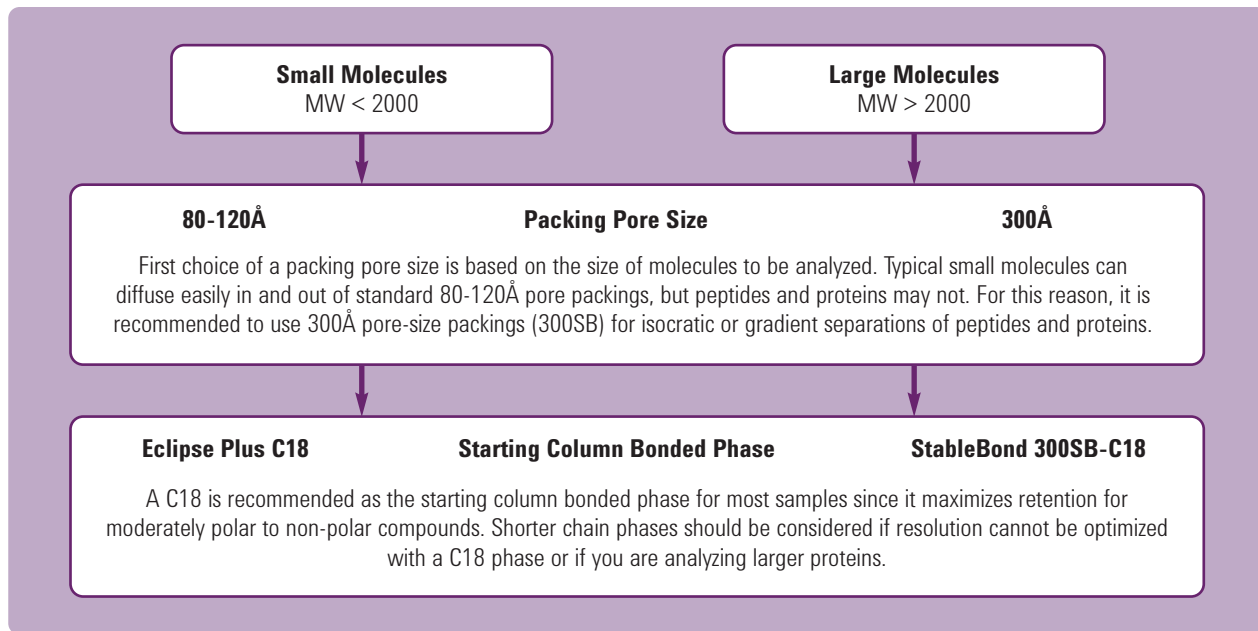 Small Molecules
MW < 2000
Large Molecules
MW > 2000
80-120Å
Packing Pore Size
300Å
First choice of a packing pore size is based on the size of molecules to be analyzed. Typical small molecules can
diffuse easily in and out of standard 80-120Å pore packings, but peptides and proteins may not. For this reason, it is
recommended to use 300Å pore-size packings (300SB) for isocratic or gradient separations of peptides and proteins.
Eclipse Plus C18
Starting Column Bonded Phase
StableBond 300SB-C18
A C18 is recommended as the starting column bonded phase for most samples since it maximizes retention for
moderately polar to non-polar compounds. Shorter chain phases should be considered if resolution cannot be optimized
with a C18 phase or if you are analyzing larger proteins.